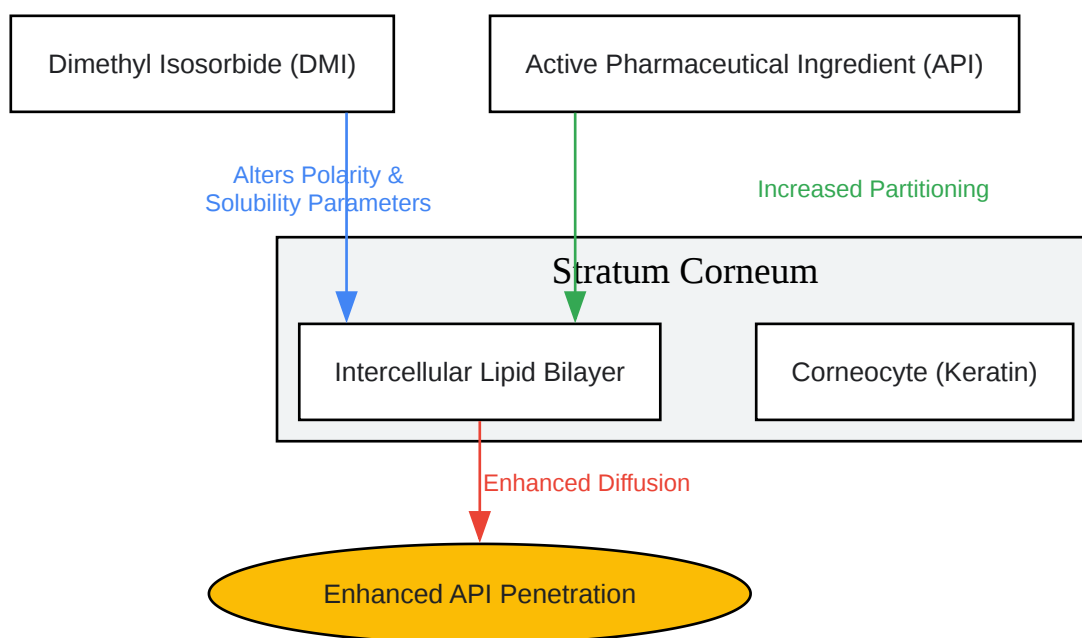 Dimethyl Isosorbide (DMI)
Active Pharmaceutical Ingredient (API)
Alters Polarity &
Solubility Parameters
Increased Partitioning
Stratum Corneum
Intercellular Lipid Bilayer
Corneocyte (Keratin)
Enhanced Diffusion
Enhanced API Penetration